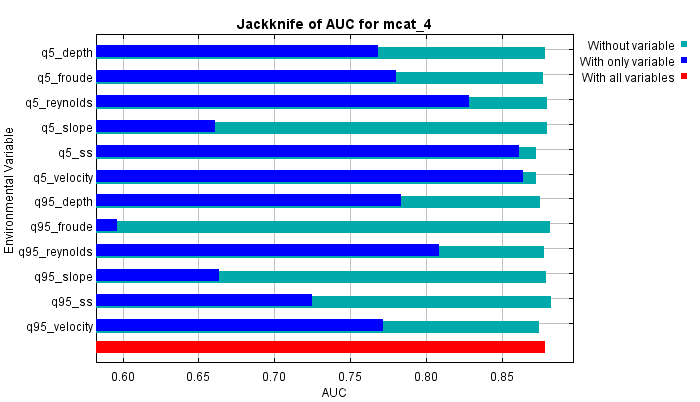 Jackknife of AUC for mcat_4
Without variable
With only variable
With all variables
Environmental Variable
q5_depth
q5_froude
q5_reynolds
q5_slope
q5_ss
q5_velocity
q95_depth
q95_froude
q95_reynolds
q95_slope
q95_ss
q95_velocity
0.60 0.65 0.70 0.75 0.80 0.85
AUC